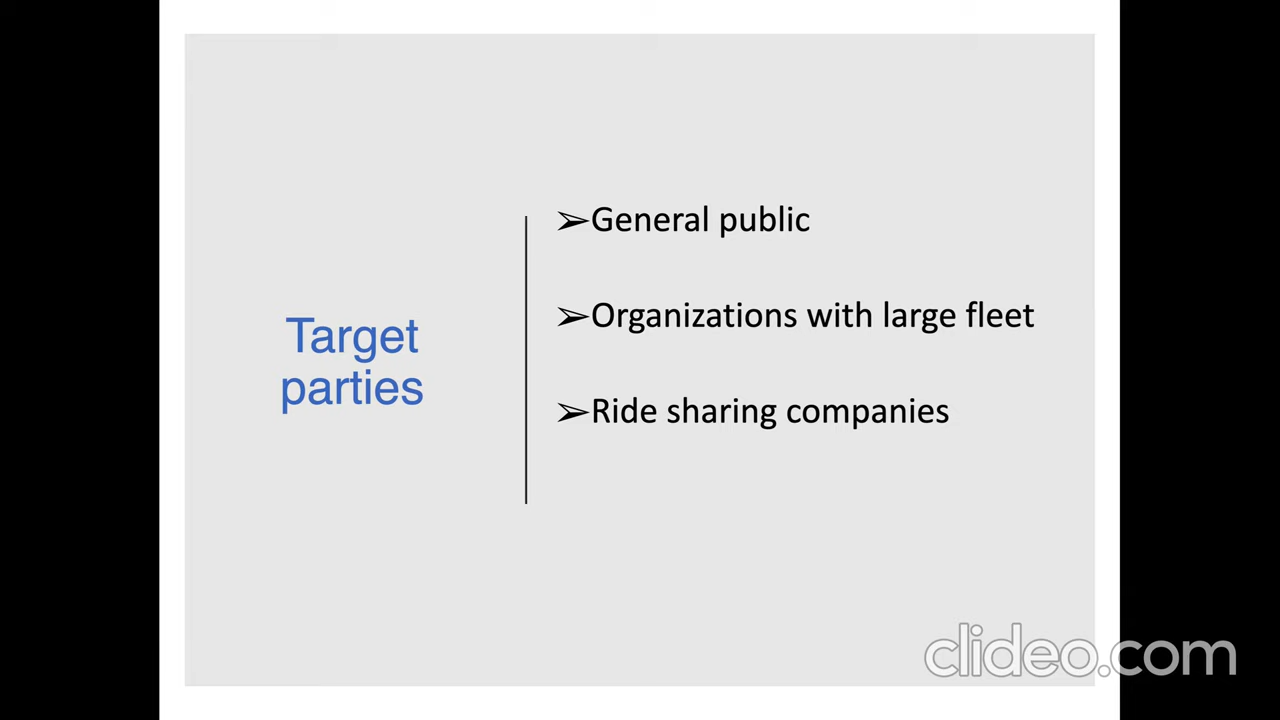 Target
parties
➢General public
➢Organizations with large fleet
➢Ride sharing companies
clideo.com